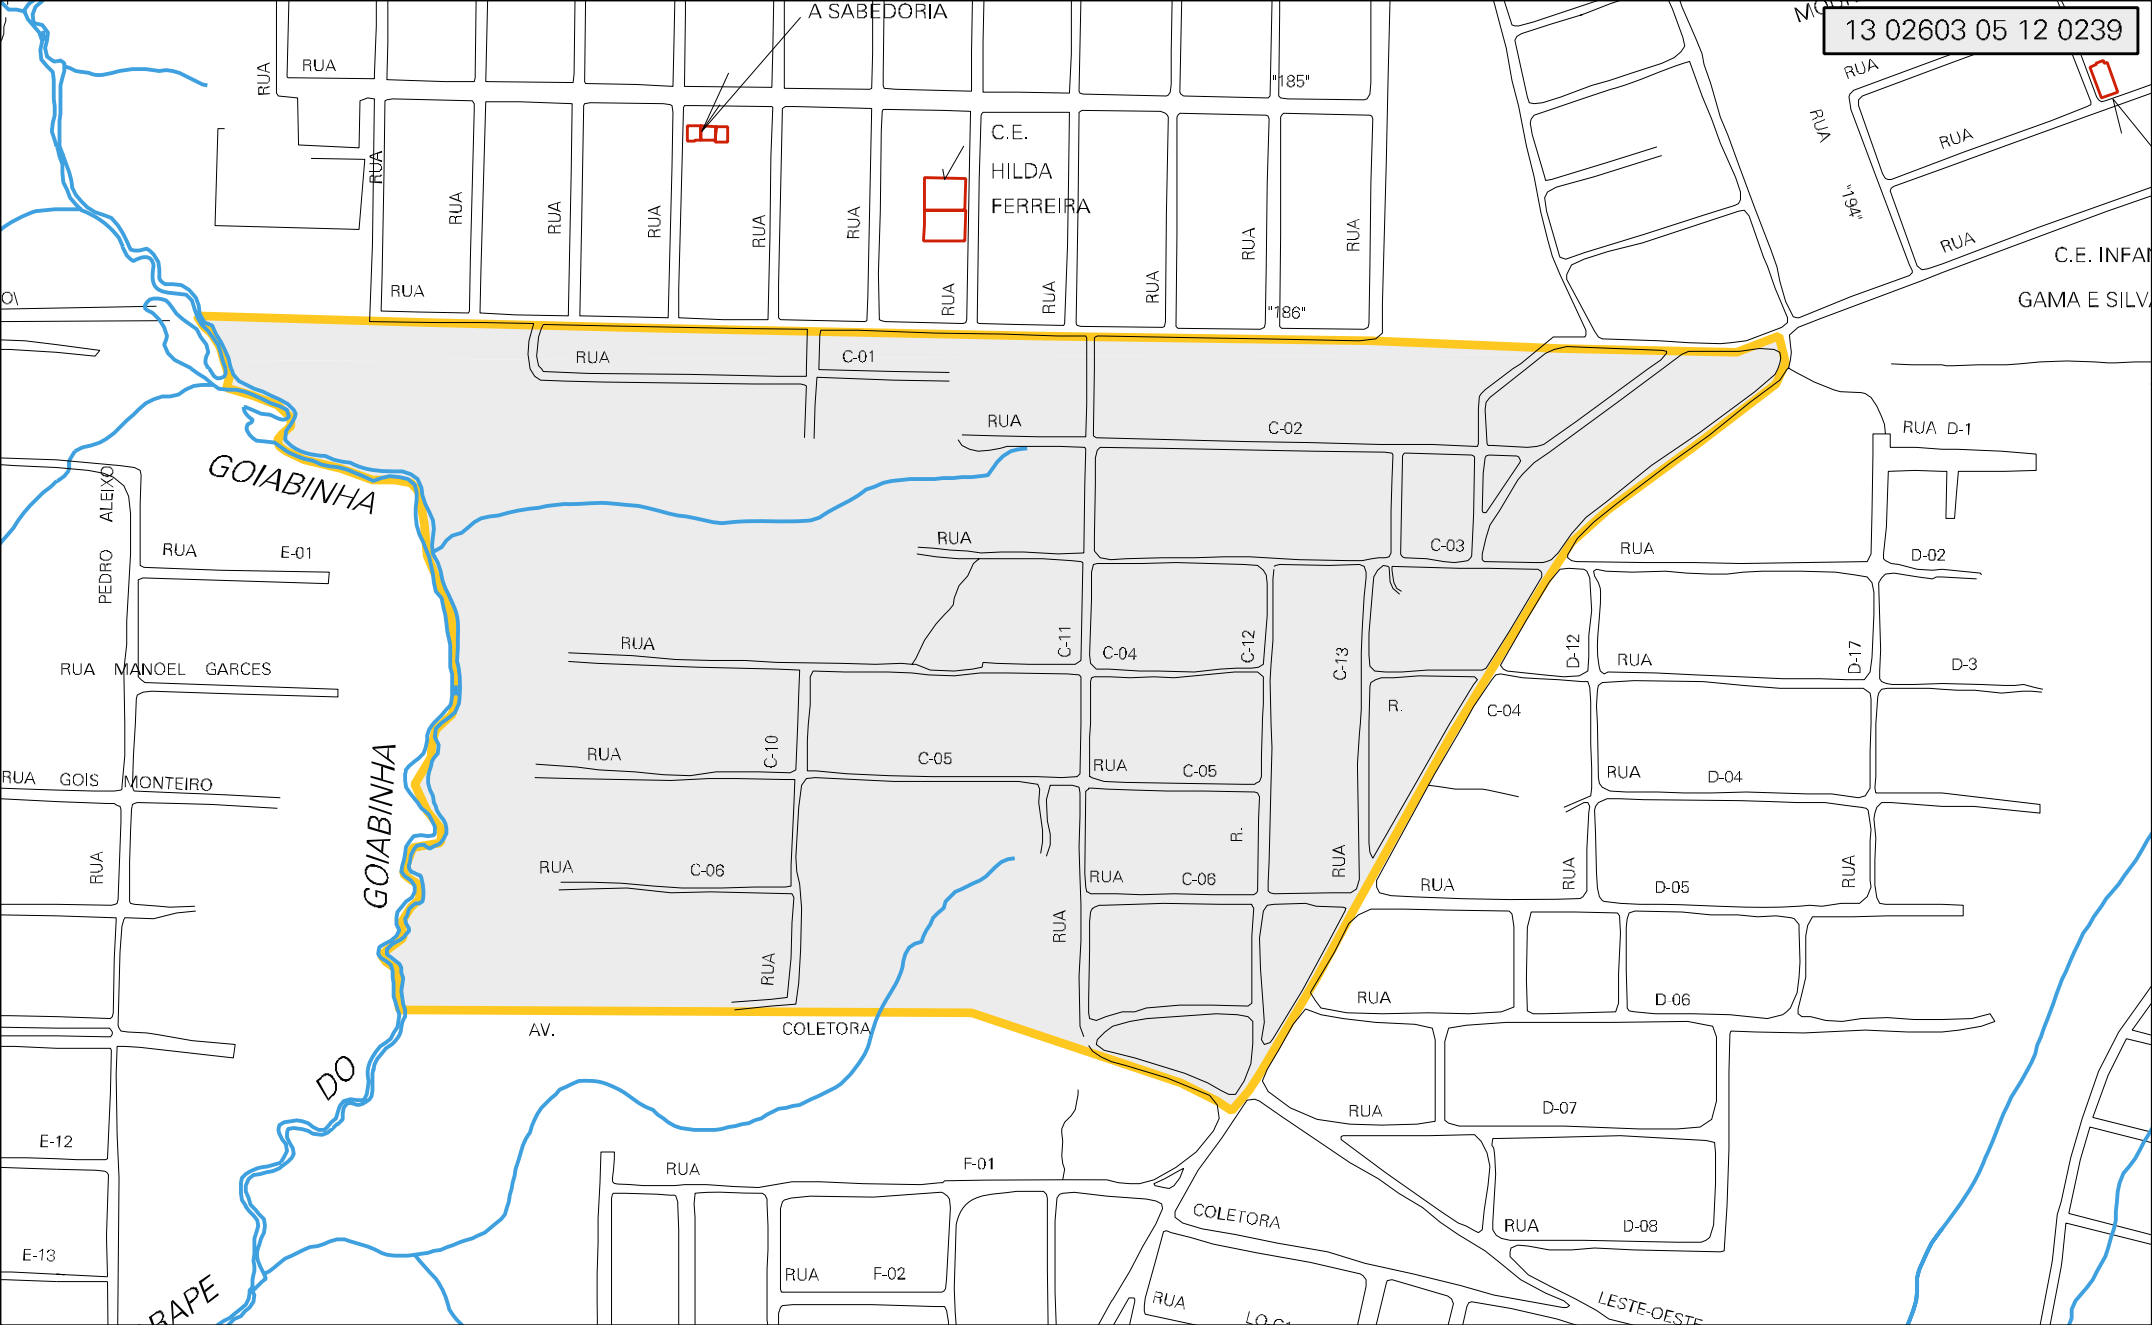 A SABEDORIA
13 02603 05 12 0239
RUA
RUA
"185"
RUA
RUA
RUA
C.E.
HILDA
FERREIRA
RUA
RUA
RUA
RUA
RUA
RUA
RUA
RUA
"194"
RUA
C.E. INFAN
GAMA E SILVA
RUA
RUA
RUA
RUA
"186"
RUA
C-01
RUA
C-02
RUA D-1
GOIABINHA
PEDRO ALEIXO
RUA E-01
RUA
C-03
RUA
D-02
RUA
C-11
C-04
C-12
C-13
D-12
RUA
D-17
D-3
RUA MANOEL GARCES
R.
C-04
RUA
C-10
C-05
RUA
C-05
RUA
D-04
RUA GOIS MONTEIRO
GOIABINHA
R.
RUA
RUA
C-06
RUA
C-06
RUA
RUA
RUA
D-05
RUA
RUA
RUA
RUA
D-06
AV.
COLETORA
DO
RUA
D-07
E-12
RUA
F-01
COLETORA
RUA
D-08
E-13
RUA
F-02
RUA
LESTE-OESTE
RAPE